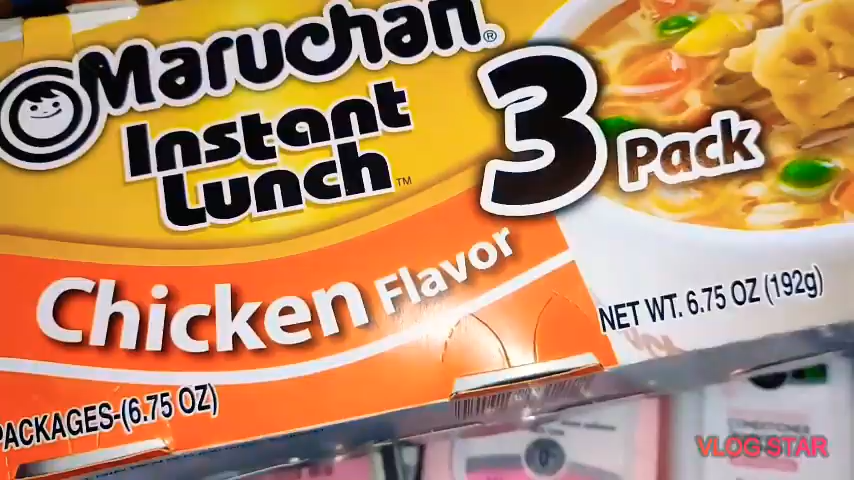 Maruchan®
Instant
Lunch™
3 Pack
Chicken Flavor
NET WT. 6.75 OZ (192g)
PACKAGES-(6.75 OZ)
CONDITIONER
VLOG STAR